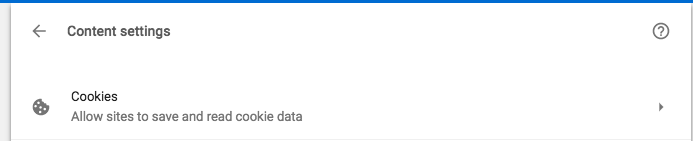 Content settings
Cookies
Allow sites to save and read cookie data